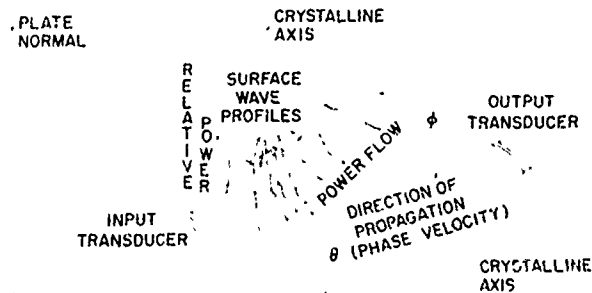 PLATE
NORMAL
CRYSTALLINE
AXIS
RELATIVE
POWER
SURFACE
WAVE
PROFILES
POWER FLOW
ϕ
OUTPUT
TRANSDUCER
INPUT
TRANSDUCER
θ
DIRECTION OF
PROPAGATION
(PHASE VELOCITY)
CRYSTALLINE
AXIS